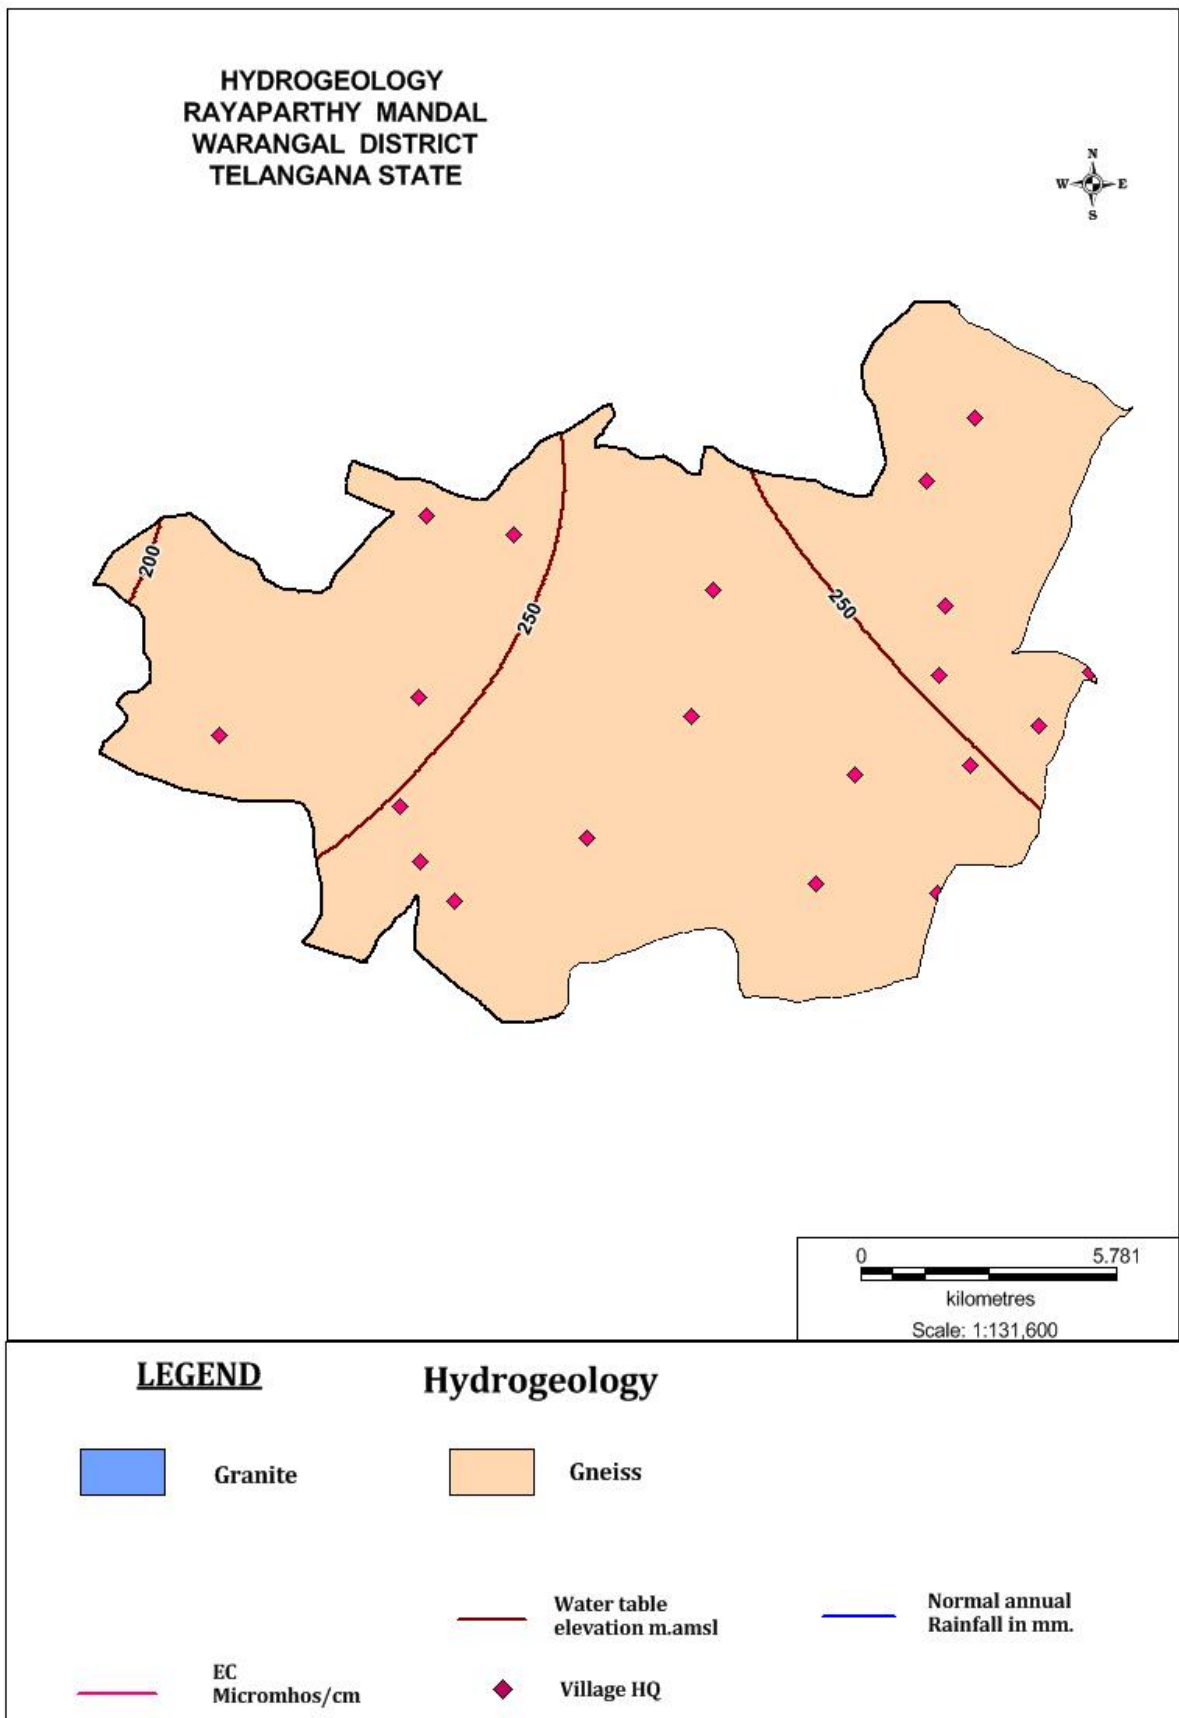 HYDROGEOLOGY
RAYAPARTHY MANDAL
WARANGAL DISTRICT
TELANGANA STATE
N
W E
S
200
250
250
0 5.781
kilometres
Scale: 1:131,600
LEGEND
Hydrogeology
Granite
Gneiss
Water table
elevation m.amsl
Normal annual
Rainfall in mm.
EC
Micromhos/cm
Village HQ